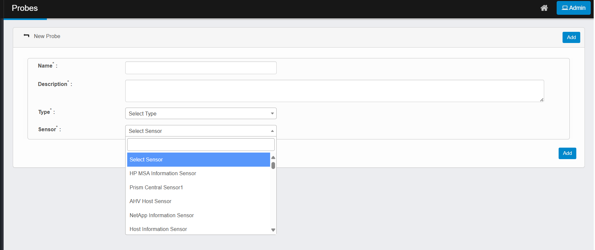 Probes
Admin
New Probe
Add
Name* :
Description* :
Type* :
Select Type
Sensor* :
Select Sensor
Select Sensor
HP MSA Information Sensor
Prism Central Sensor1
AHV Host Sensor
NetApp Information Sensor
Host Information Sensor
Add